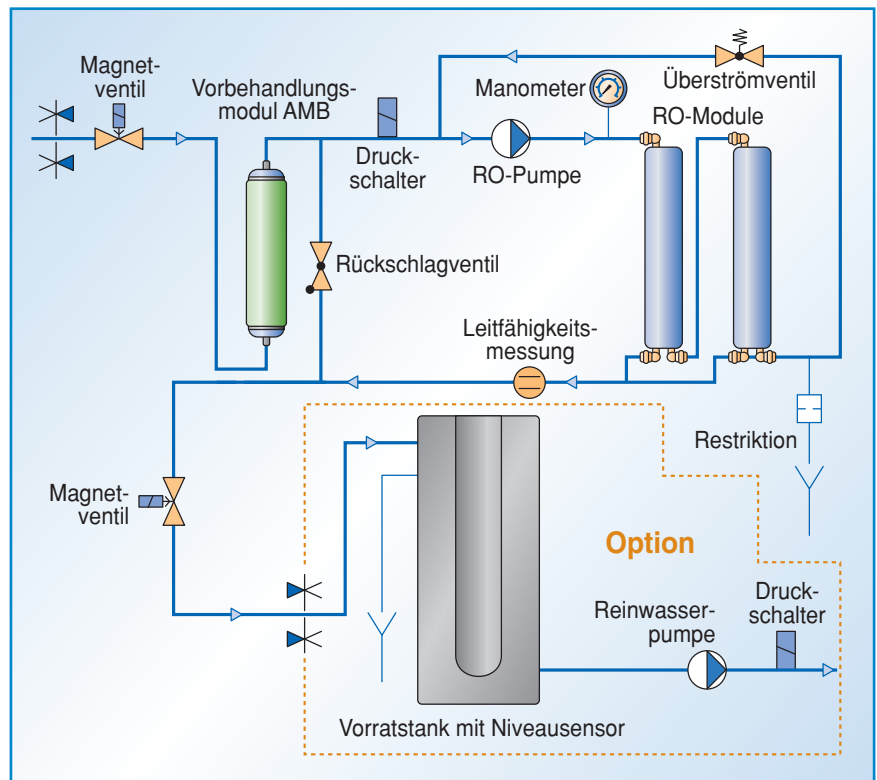 Magnet-
ventil
Vorbehandlungs-
modul AMB
Manometer
Überströmventil
RO-Module
Druck-
schalter
RO-Pumpe
Rückschlagventil
Leitfähigkeits-
messung
Restriktion
Magnet-
ventil
Option
Reinwasser-
pumpe
Druck-
schalter
Vorratstank mit Niveausensor